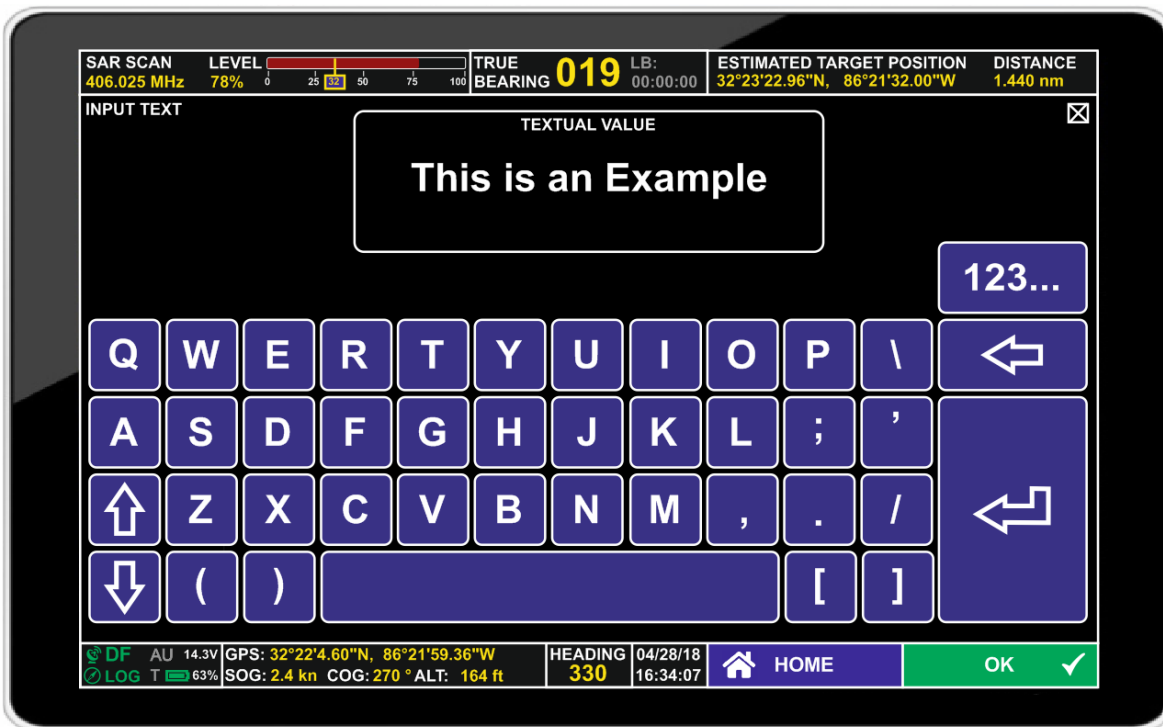 SAR SCAN LEVEL TRUE BEARING 019 LB: ESTIMATED TARGET POSITION DISTANCE
406.025 MHz 78% 0 25 32 50 75 100 00:00:00 32°23'22.96"N, 86°21'32.00"W 1.440 nm
INPUT TEXT
TEXTUAL VALUE
This is an Example
123...
Q W E R T Y U I O P \
A S D F G H J K L ; ’
Z X C V B N M , . /
( ) [ ]
DF AU 14.3V GPS: 32°22'4.60"N, 86°21'59.36"W HEADING 04/28/18 HOME OK
LOG T 63% SOG: 2.4 kn COG: 270 ° ALT: 164 ft 330 16:34:07